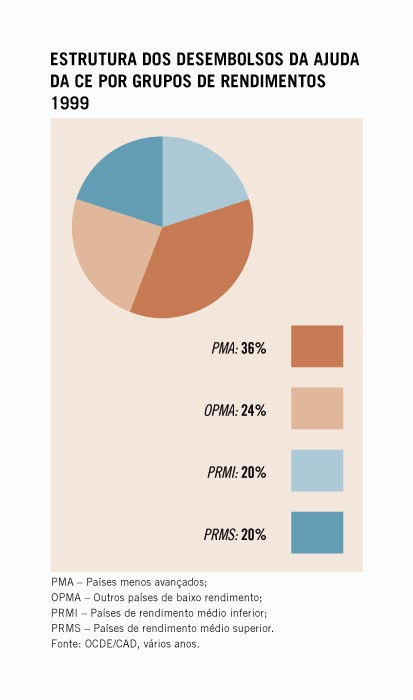 ESTRUTURA DOS DESEMBOLSOS DA AJUDA
DA CE POR GRUPOS DE RENDIMENTOS
1999
PMA: 36%
OPMA: 24%
PRMI: 20%
PRMS: 20%
PMA – Países menos avançados;
OPMA – Outros países de baixo rendimento;
PRMI – Países de rendimento médio inferior;
PRMS – Países de rendimento médio superior.
Fonte: OCDE/CAD, vários anos.